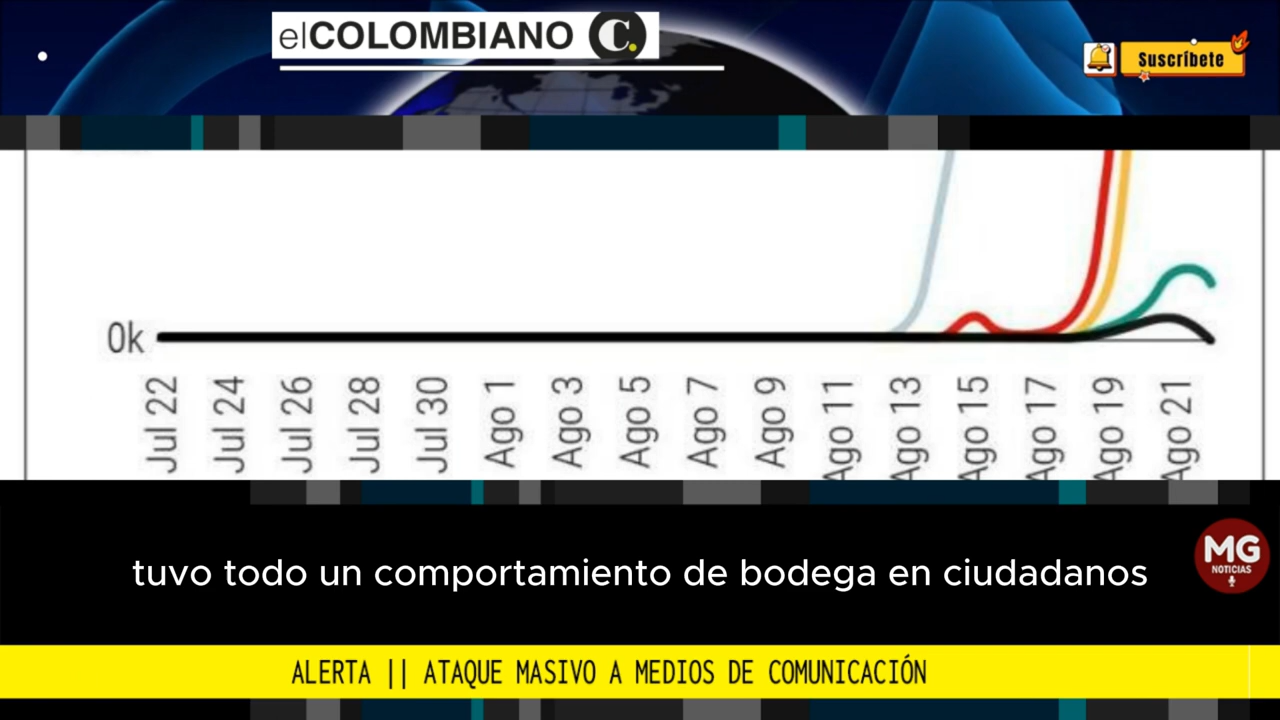 elCOLOMBIANO C.
Suscríbete
0k
Jul 22
Jul 24
Jul 26
Jul 28
Jul 30
Ago 1
Ago 3
Ago 5
Ago 7
Ago 9
Ago 11
Ago 13
Ago 15
Ago 17
Ago 19
Ago 21
tuvo todo un comportamiento de bodega en ciudadanos
MG
NOTICIAS
ALERTA || ATAQUE MASIVO A MEDIOS DE COMUNICACIÓN